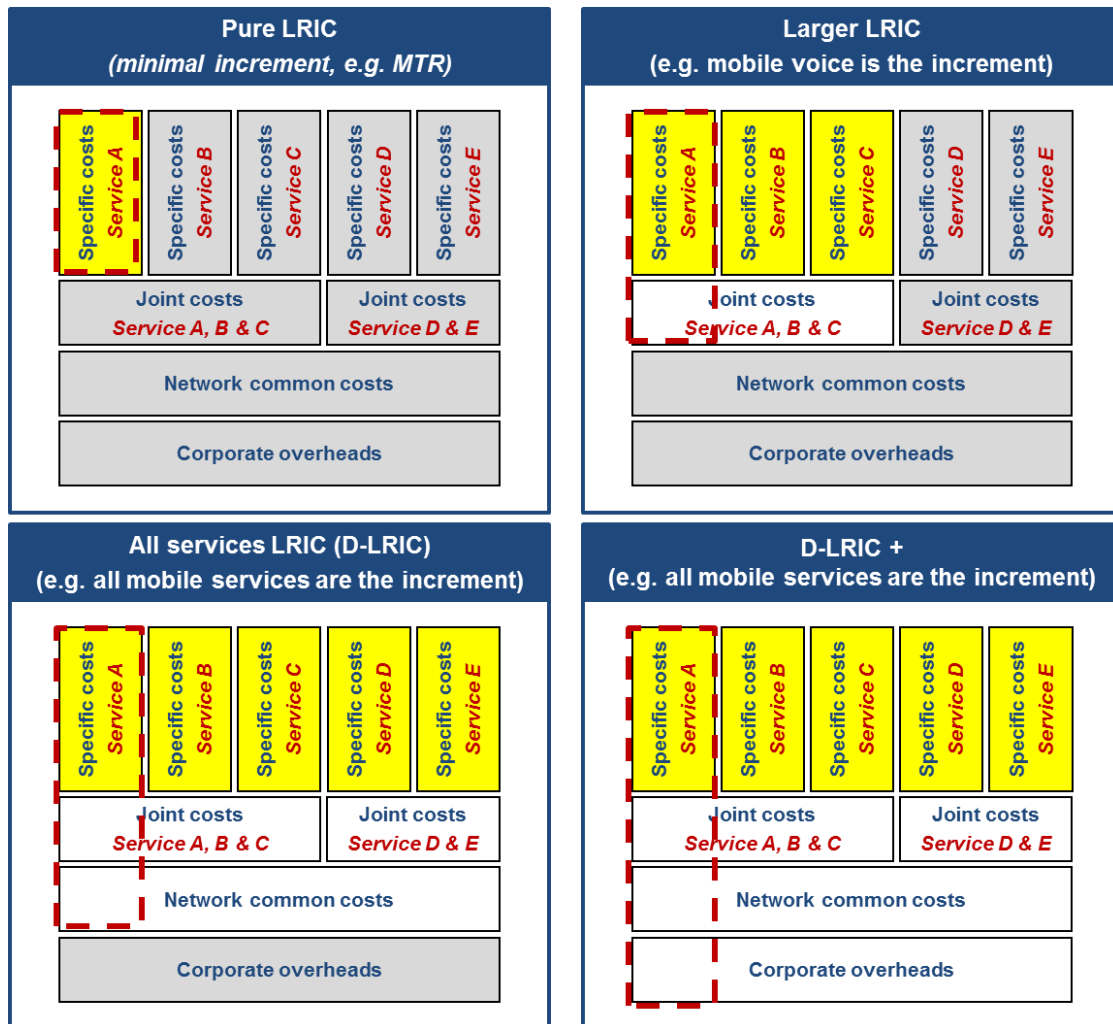 Pure LRIC
(minimal increment, e.g. MTR)
Specific costs
Service A
Specific costs
Service B
Specific costs
Service C
Specific costs
Service D
Specific costs
Service E
Joint costs
Service A, B & C
Joint costs
Service D & E
Network common costs
Corporate overheads
Larger LRIC
(e.g. mobile voice is the increment)
Specific costs
Service A
Specific costs
Service B
Specific costs
Service C
Specific costs
Service D
Specific costs
Service E
Joint costs
Service A, B & C
Joint costs
Service D & E
Network common costs
Corporate overheads
All services LRIC (D-LRIC)
(e.g. all mobile services are the increment)
Specific costs
Service A
Specific costs
Service B
Specific costs
Service C
Specific costs
Service D
Specific costs
Service E
Joint costs
Service A, B & C
Joint costs
Service D & E
Network common costs
Corporate overheads
D-LRIC +
(e.g. all mobile services are the increment)
Specific costs
Service A
Specific costs
Service B
Specific costs
Service C
Specific costs
Service D
Specific costs
Service E
Joint costs
Service A, B & C
Joint costs
Service D & E
Network common costs
Corporate overheads